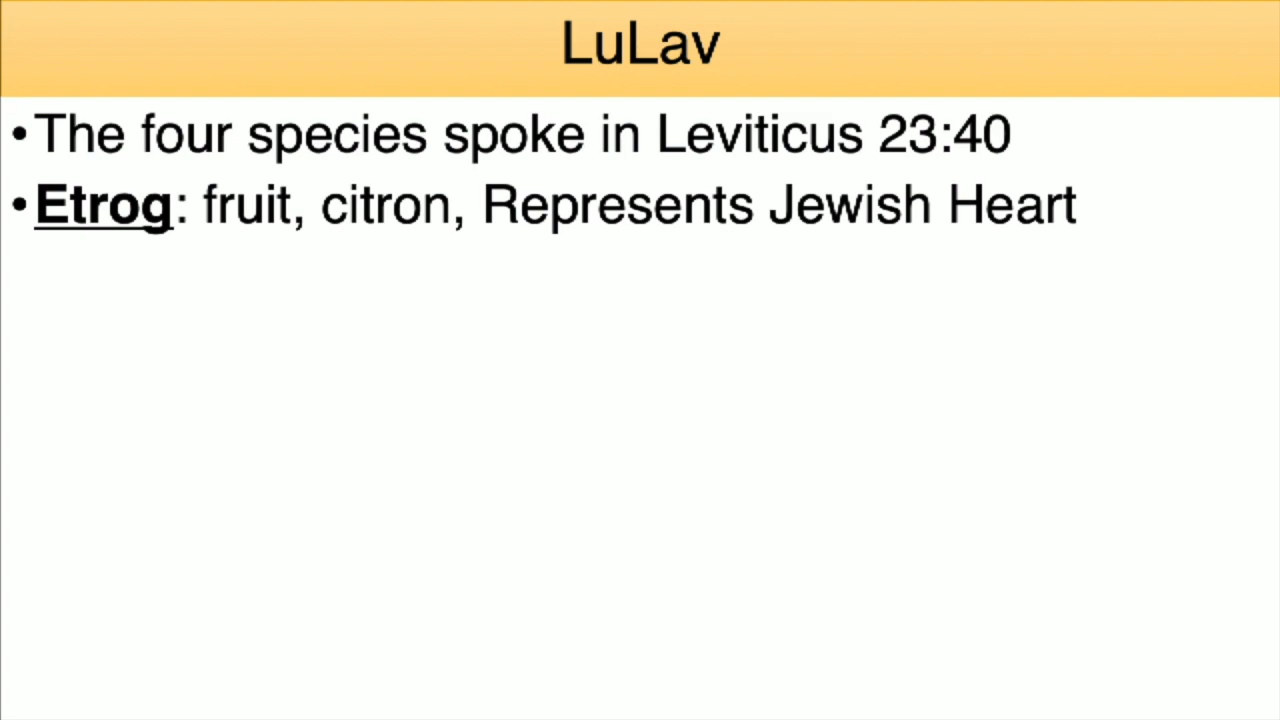 LuLav
•The four species spoke in Leviticus 23:40
•Etrog: fruit, citron, Represents Jewish Heart